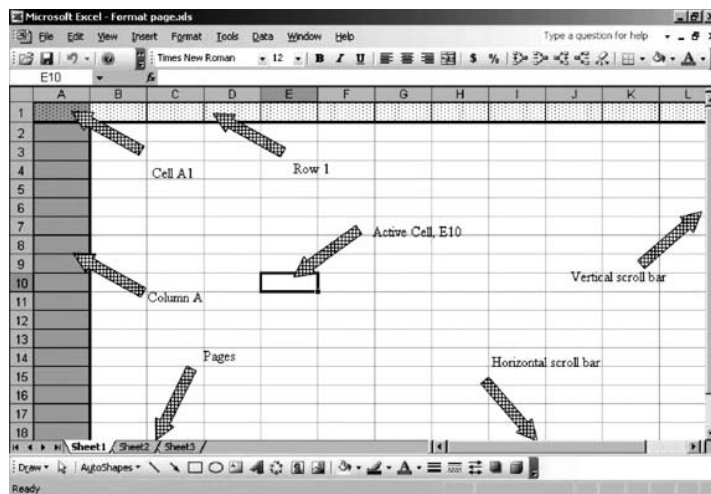 Microsoft Excel - Format page.xls
File Edit View Insert Format Tools Data Window Help Type a question for help
Times New Roman 12 B I U $ %
E10 fx
A B C D E F G H I J K L
1
2
3
4 Cell A1 Row 1
5
6
7 Active Cell, E10
8
9
10 Vertical scroll bar
11 Column A
12
13
14 Pages Horizontal scroll bar
15
16
17
18
Sheet1 Sheet2 Sheet3
Draw AutoShapes A
Ready